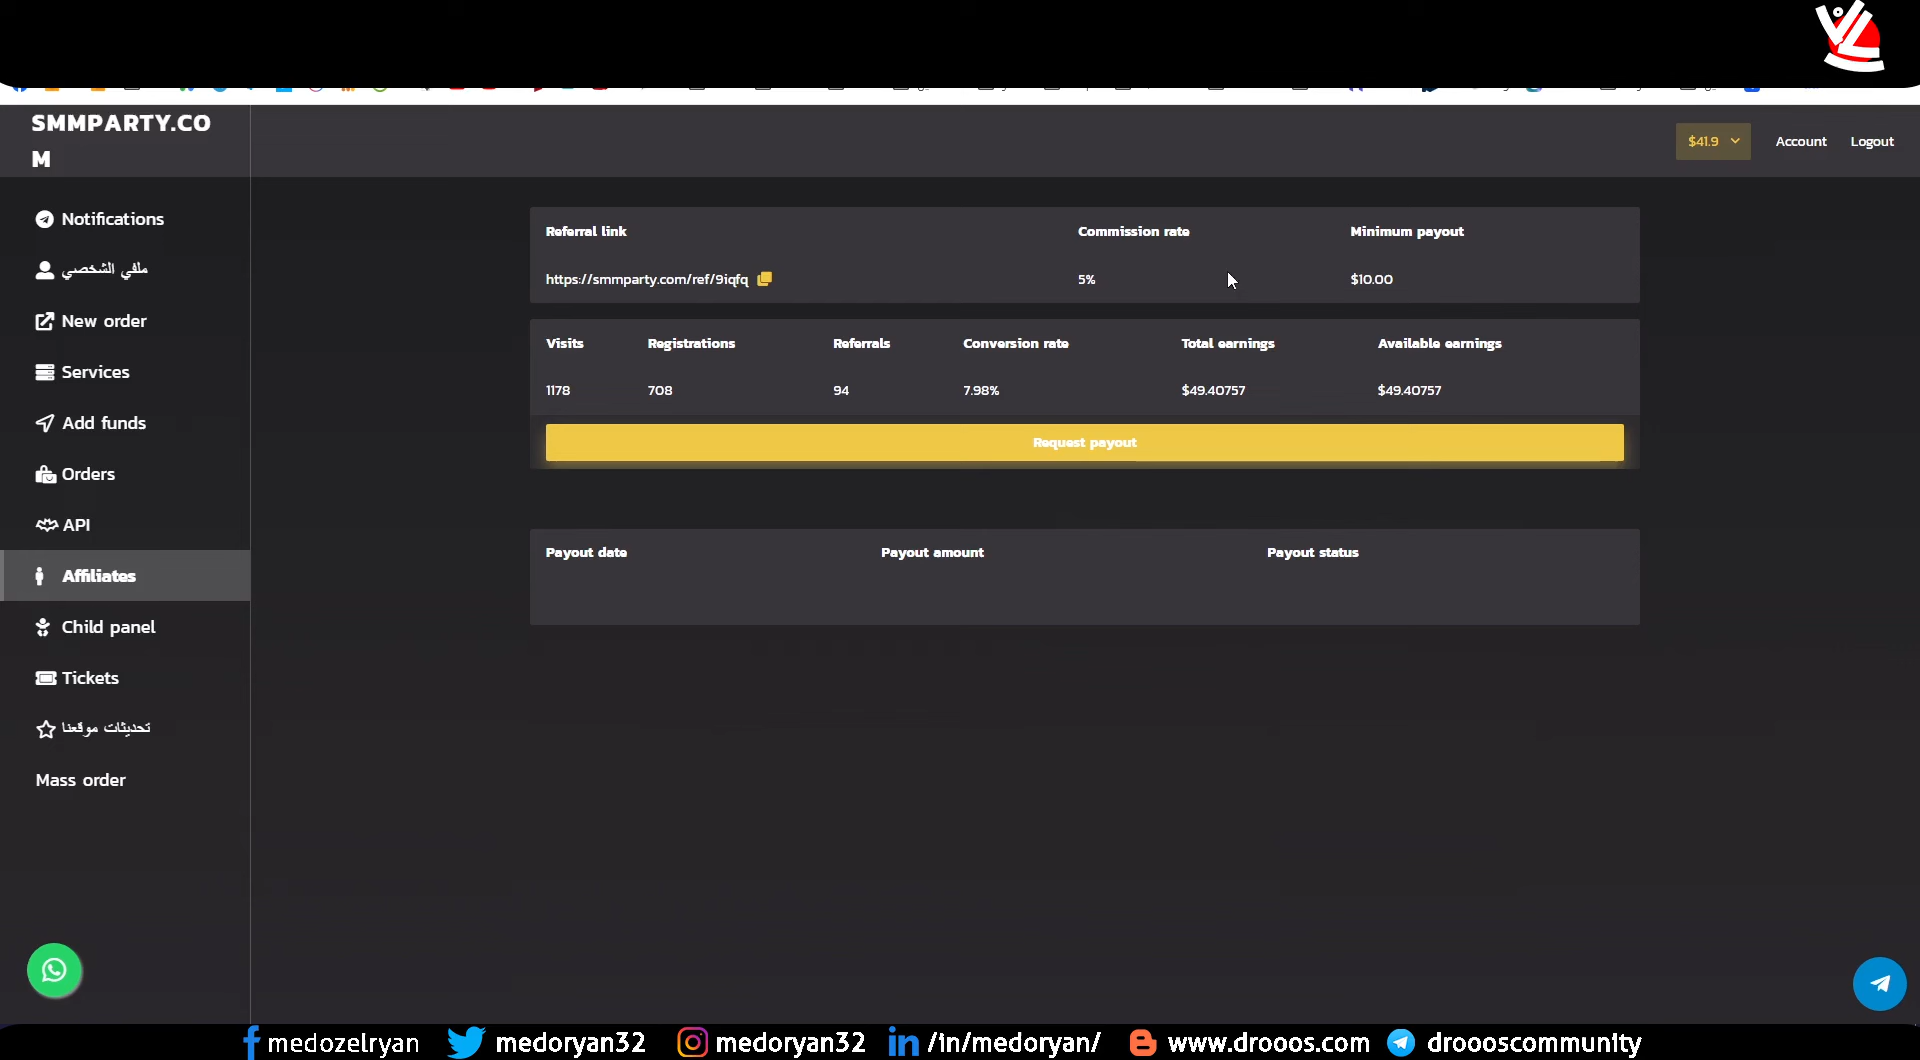 SMMPARTY.CO
M
$41.9
Account
Logout
Notifications
ملفي الشخصي
New order
Services
Add funds
Orders
API
Affiliates
Child panel
Tickets
تحديثات موقعنا
Mass order
Referral link Commission rate Minimum payout
https://smmparty.com/ref/9iqfq 5% $10.00
Visits Registrations Referrals Conversion rate Total earnings Available earnings
1178 708 94 7.98% $49.40757 $49.40757
Request payout
Payout date Payout amount Payout status
medozelryan medoryan32 medoryan32 /in/medoryan/ www.drooos.com droooscommunity